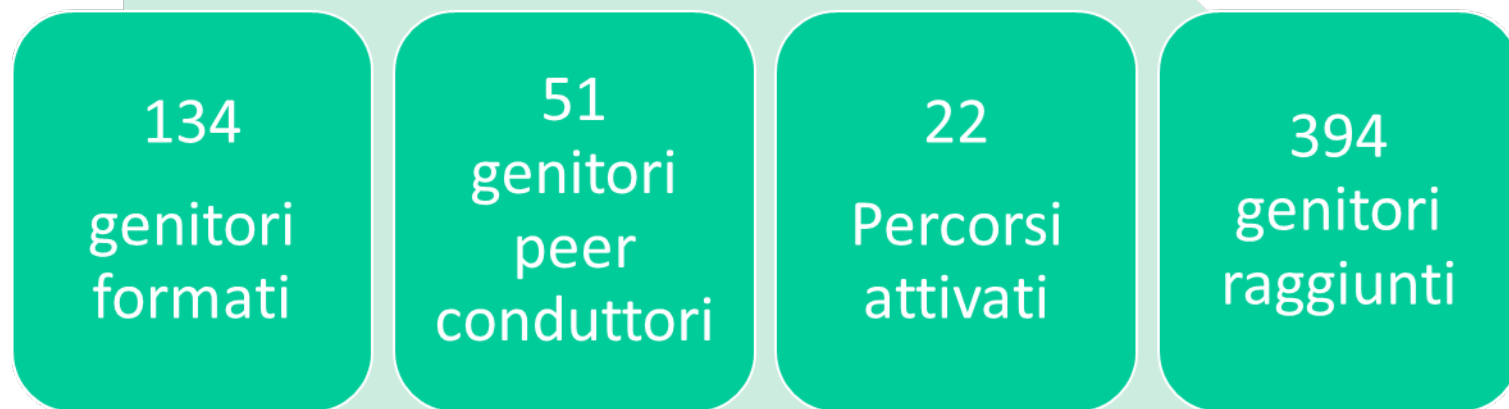 134
genitori
formati
51
genitori
peer
conduttori
22
Percorsi
attivati
394
genitori
raggiunti